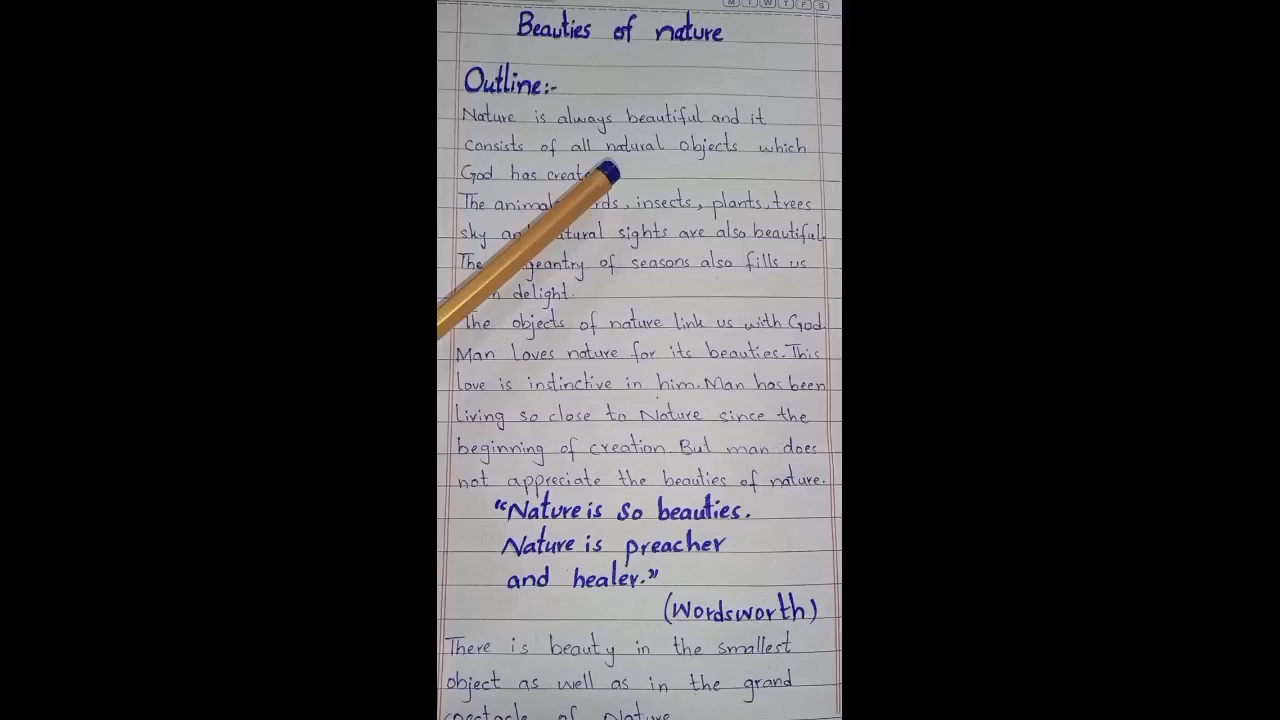 M T W T F S
Beauties of nature
Outline:-
Nature is always beautiful and it
consists of all natural objects which
God has
The insects, plants, trees
sky sights are also beautiful.
The of seasons also fills us
delight.
The objects of nature link us with God.
Man loves nature for its beauties. This
love is instinctive in him. Man has been
living so close to Nature since the
beginning of creation. But man does
not appreciate the beauties of nature.
"Nature is so beauties.
Nature is preacher
and healer."
(Wordsworth)
There is beauty in the smallest
object as well as in the grand
spectacle of Nature